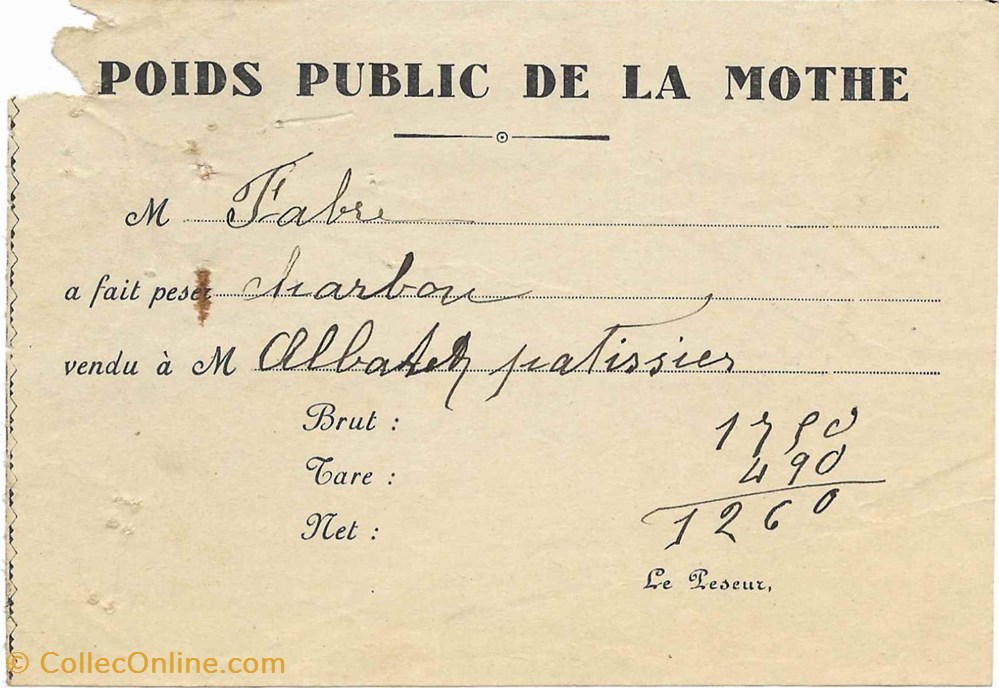 POIDS PUBLIC DE LA MOTHE
M Fabre
a fait peser charbon
vendu à M patissier
Brut : 1750
Tare : 490
Net : 1260
Le Peseur,
© CollecOnline.com